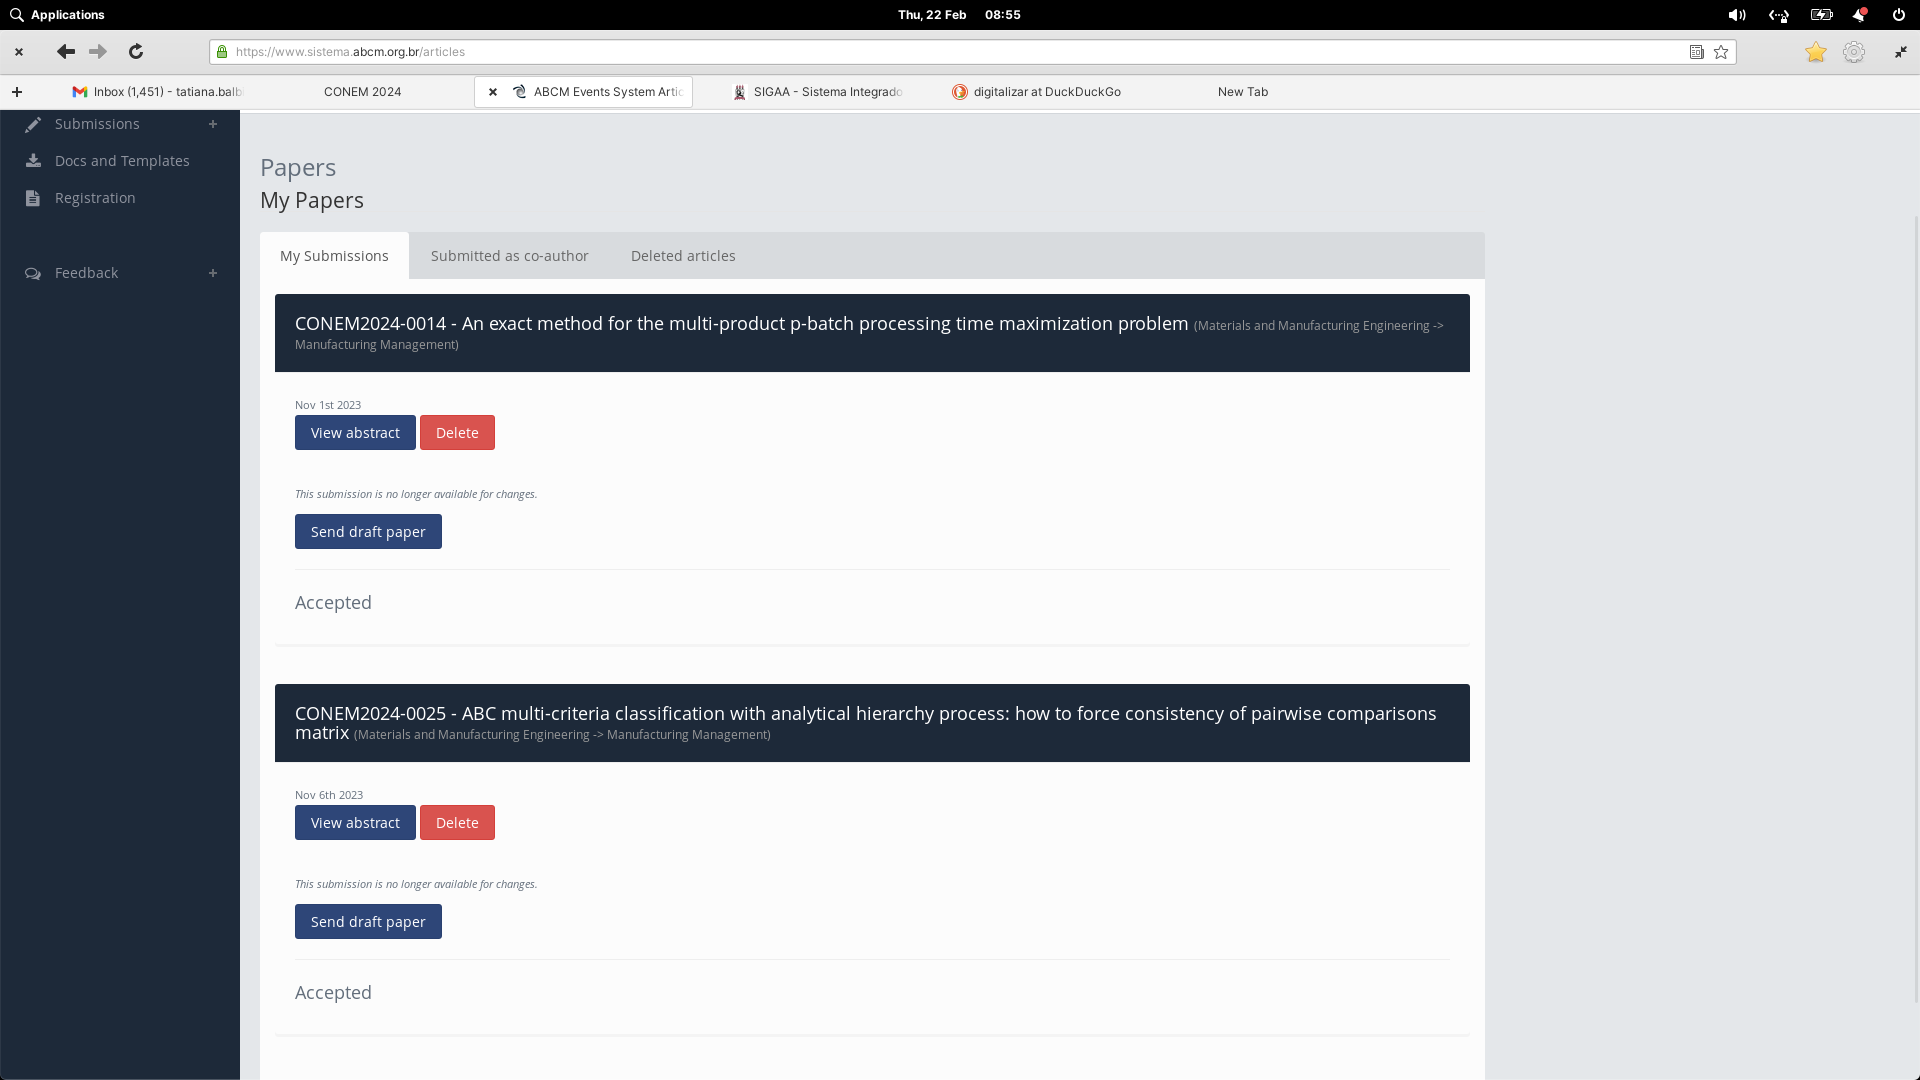 Applications
Thu, 22 Feb 08:55
https://www.sistema.abcm.org.br/articles
Inbox (1,451) - tatiana.balb
CONEM 2024
ABCM Events System Artic
SIGAA - Sistema Integrado
digitalizar at DuckDuckGo
New Tab
Submissions
Docs and Templates
Registration
Feedback
Papers
My Papers
My Submissions
Submitted as co-author
Deleted articles
CONEM2024-0014 - An exact method for the multi-product p-batch processing time maximization problem (Materials and Manufacturing Engineering ->
Manufacturing Management)
Nov 1st 2023
View abstract
Delete
This submission is no longer available for changes.
Send draft paper
Accepted
CONEM2024-0025 - ABC multi-criteria classification with analytical hierarchy process: how to force consistency of pairwise comparisons
matrix (Materials and Manufacturing Engineering -> Manufacturing Management)
Nov 6th 2023
View abstract
Delete
This submission is no longer available for changes.
Send draft paper
Accepted